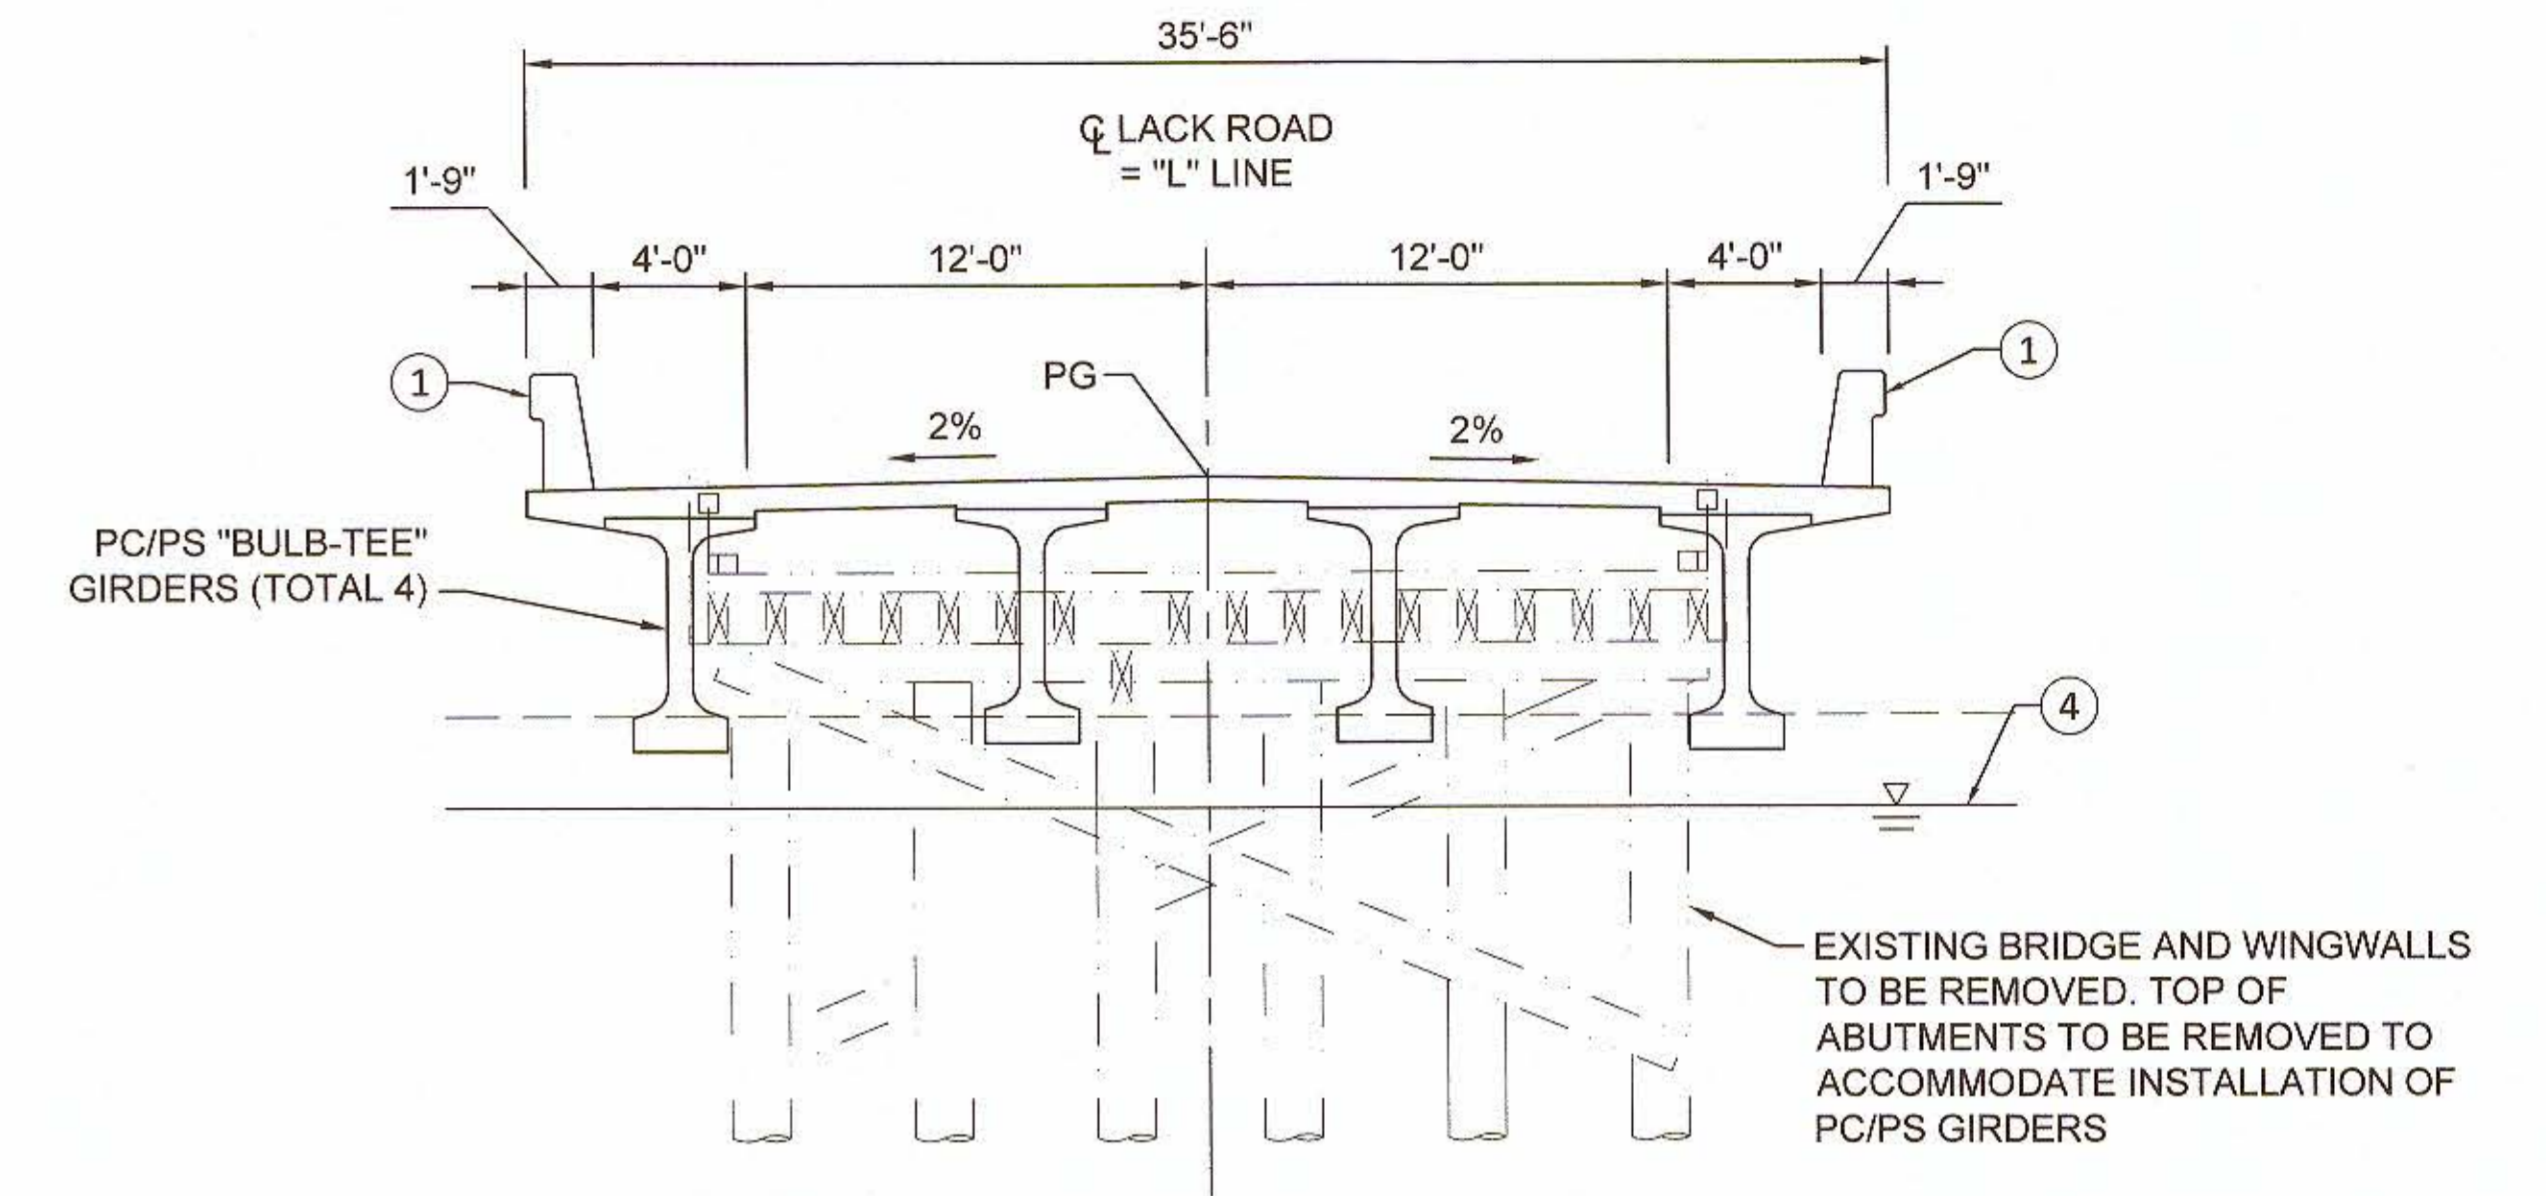 35'-6"
℄ LACK ROAD
= "L" LINE
1'-9"
1'-9"
4'-0"
12'-0"
12'-0"
4'-0"
1
PG
1
2%
2%
PC/PS "BULB-TEE"
GIRDERS (TOTAL 4)
4
EXISTING BRIDGE AND WINGWALLS
TO BE REMOVED. TOP OF
ABUTMENTS TO BE REMOVED TO
ACCOMMODATE INSTALLATION OF
PC/PS GIRDERS